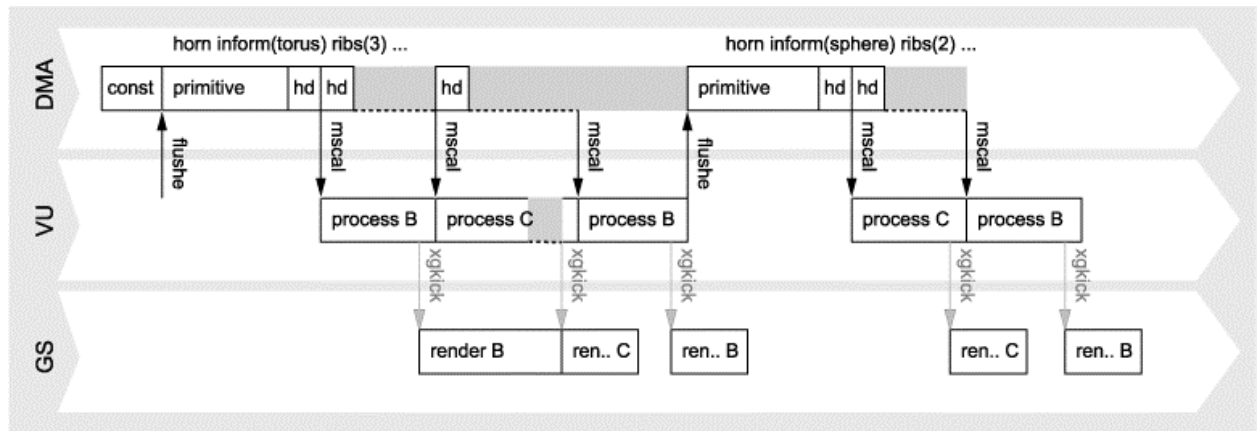 horn inform(torus) ribs(3) ... horn inform(sphere) ribs(2) ...
DMA
const primitive hd hd hd primitive hd hd
flushe mscal mscal mscal flushe mscal mscal
VU
process B process C process B process C process B
xgkick xgkick xgkick xgkick xgkick
GS
render B ren.. C ren.. B ren.. C ren.. B